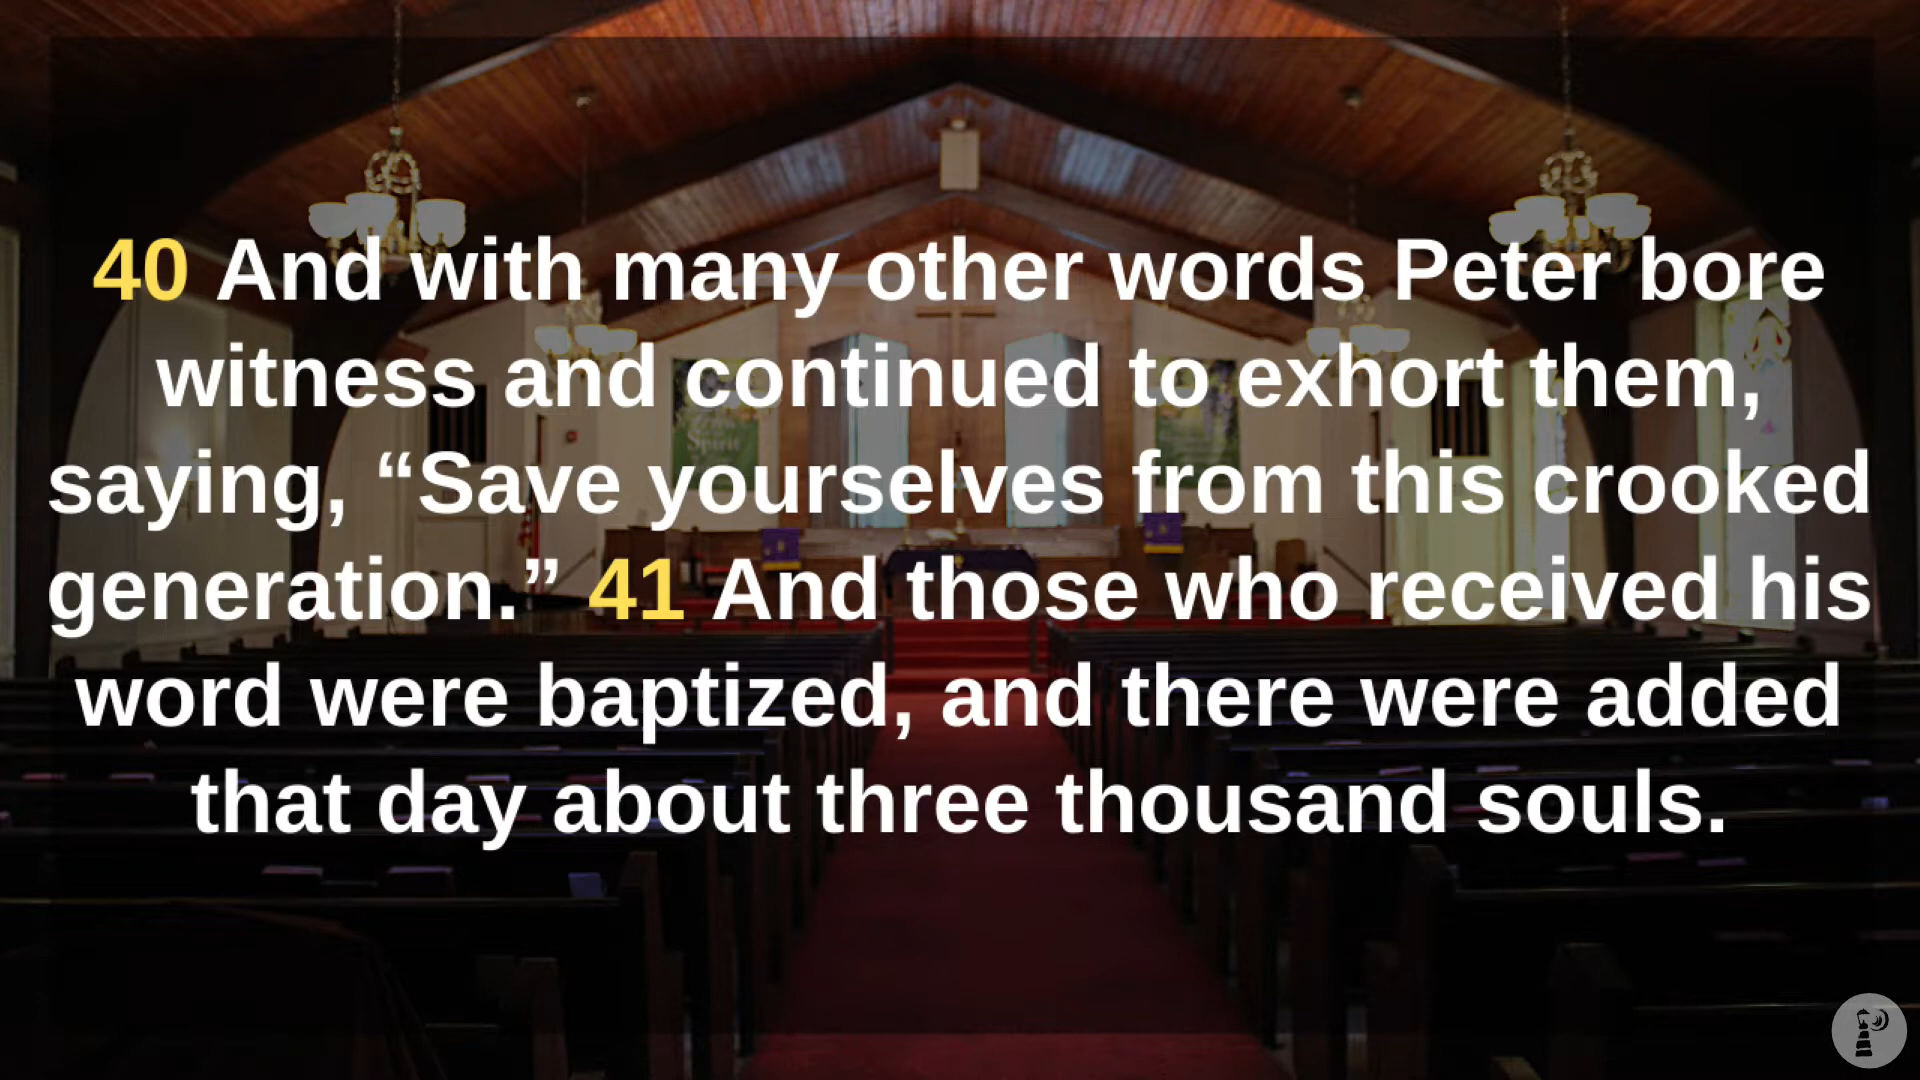 40 And with many other words Peter bore
witness and continued to exhort them,
saying, “Save yourselves from this crooked
generation.” 41 And those who received his
word were baptized, and there were added
that day about three thousand souls.
Spirit